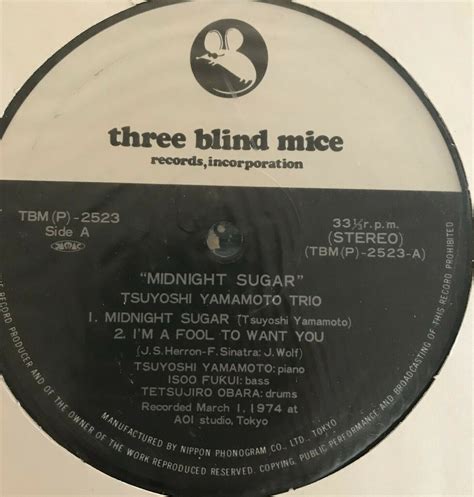 three blind mice
records, incorporation
TBM (P)-2523
Side A
33⅓ r.p.m.
(STEREO)
(TBM (P)-2523-A)
"MIDNIGHT SUGAR"
TSUYOSHI YAMAMOTO TRIO
1. MIDNIGHT SUGAR (Tsuyoshi Yamamoto)
2. I'M A FOOL TO WANT YOU
(J.S. Herron-F. Sinatra: J. Wolf)
TSUYOSHI YAMAMOTO: piano
ISOO FUKUI: bass
TETSUJIRO OBARA: drums
Recorded March 1. 1974 at
AOI studio, Tokyo
MANUFACTURED BY NIPPON PHONOGRAM CO., LTD., TOKYO
RECORD PRODUCER AND OF THE OWNER OF THE WORK REPRODUCED RESERVED. COPYING. PUBLIC PERFORMANCE AND BROADCASTING OF THIS RECORD PROHIBITED